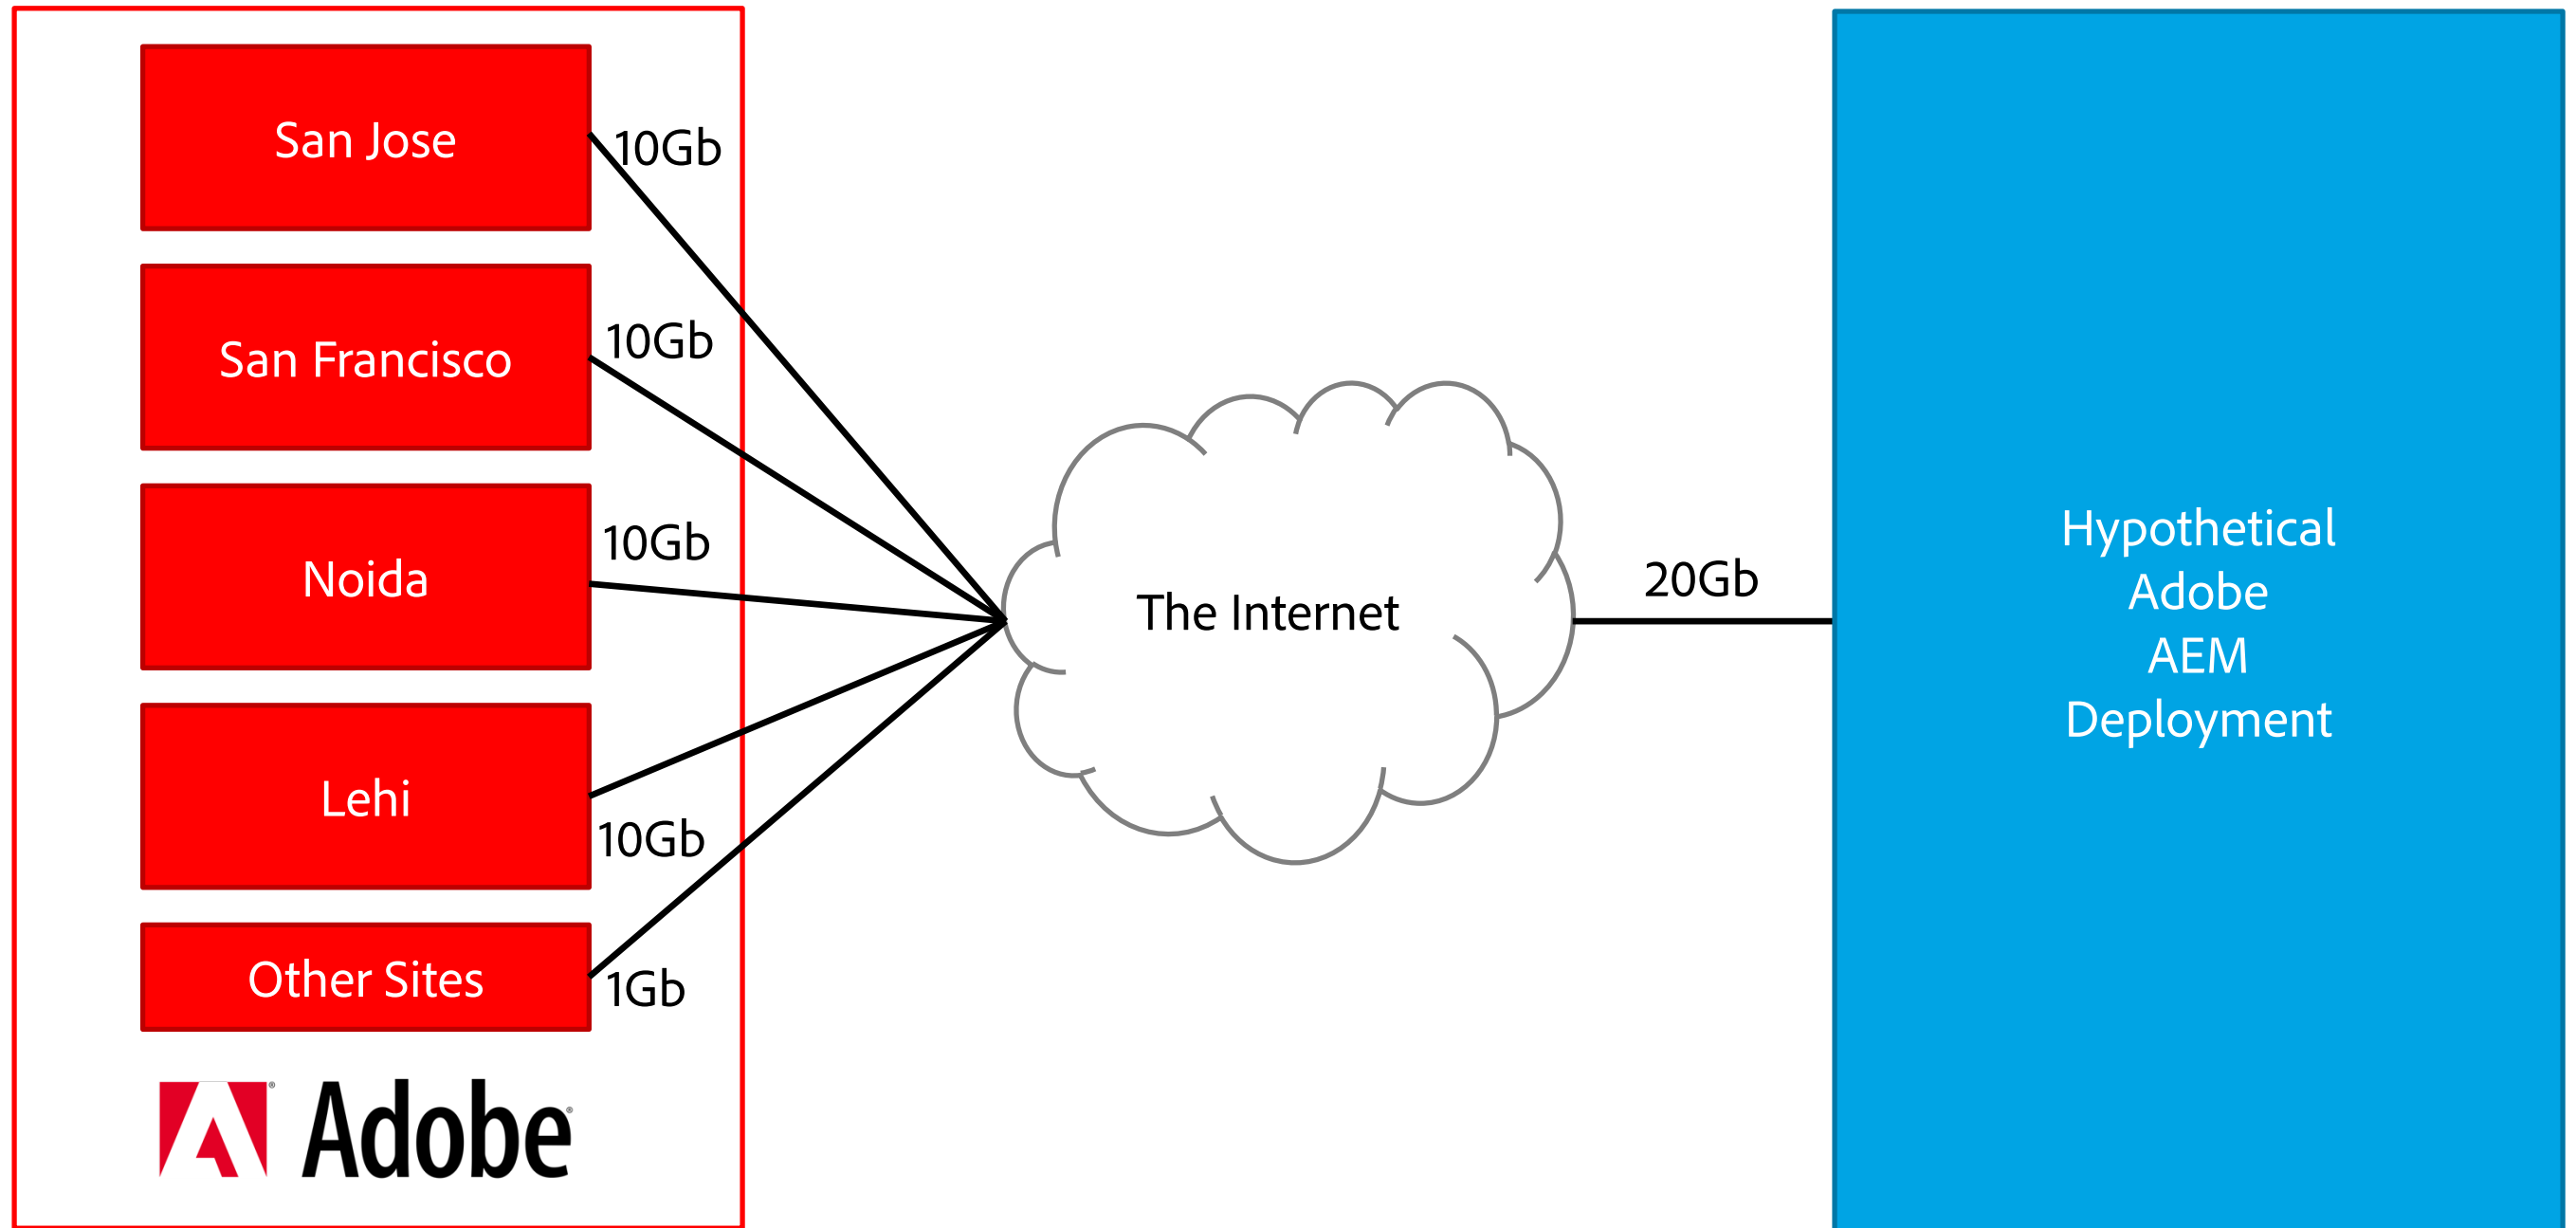 San Jose
10Gb
San Francisco
10Gb
Noida
10Gb
Lehi
10Gb
Other Sites
1Gb
Adobe
The Internet
20Gb
Hypothetical
Adobe
AEM
Deployment